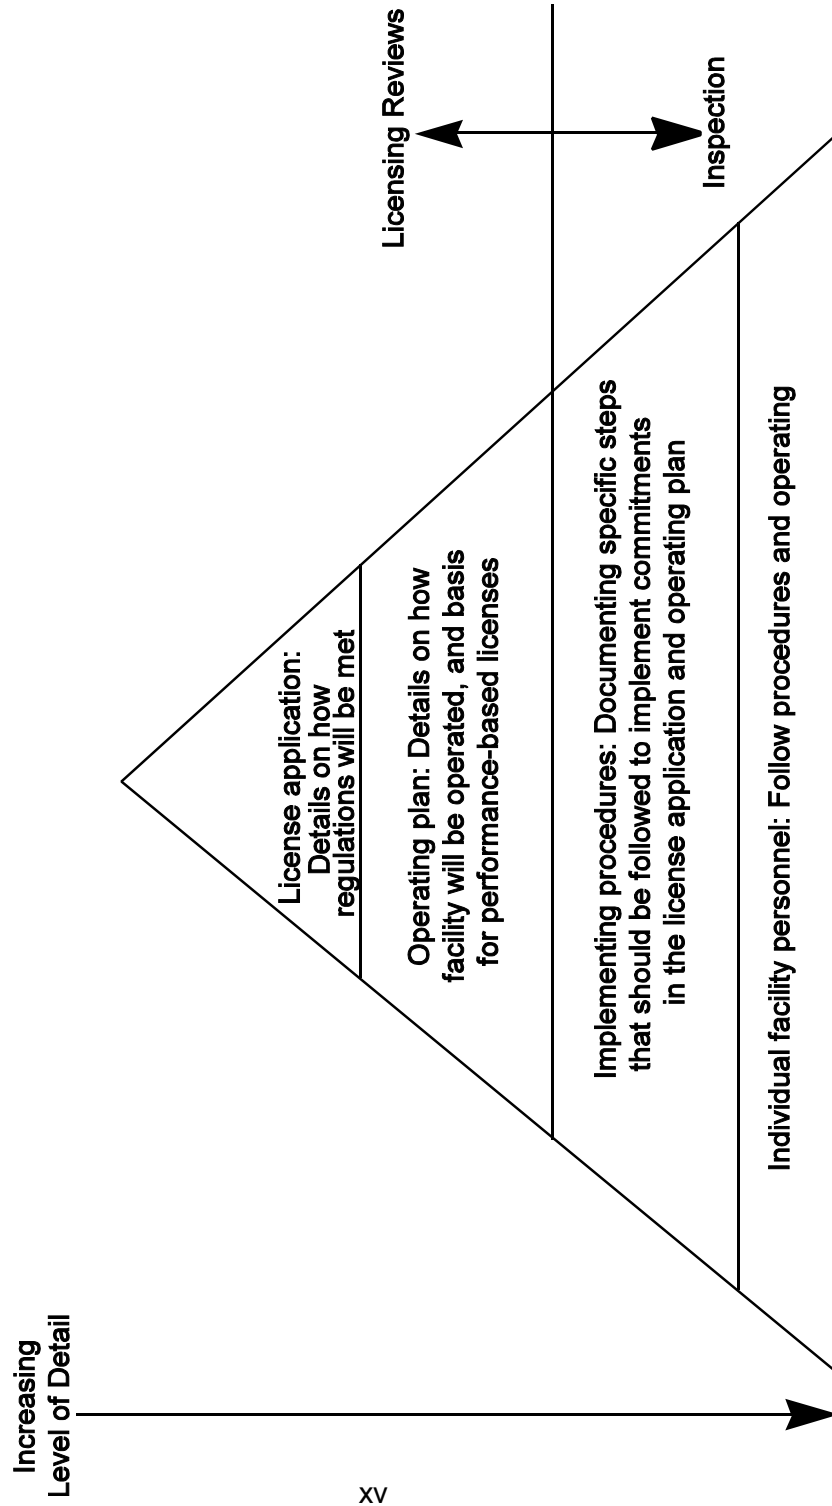 Increasing
Level of Detail
Licensing Reviews
Inspection
License application:
Details on how
regulations will be met
Operating plan: Details on how
facility will be operated, and basis
for performance-based licenses
Implementing procedures: Documenting specific steps
that should be followed to implement commitments
in the license application and operating plan
Individual facility personnel: Follow procedures and operating
xv